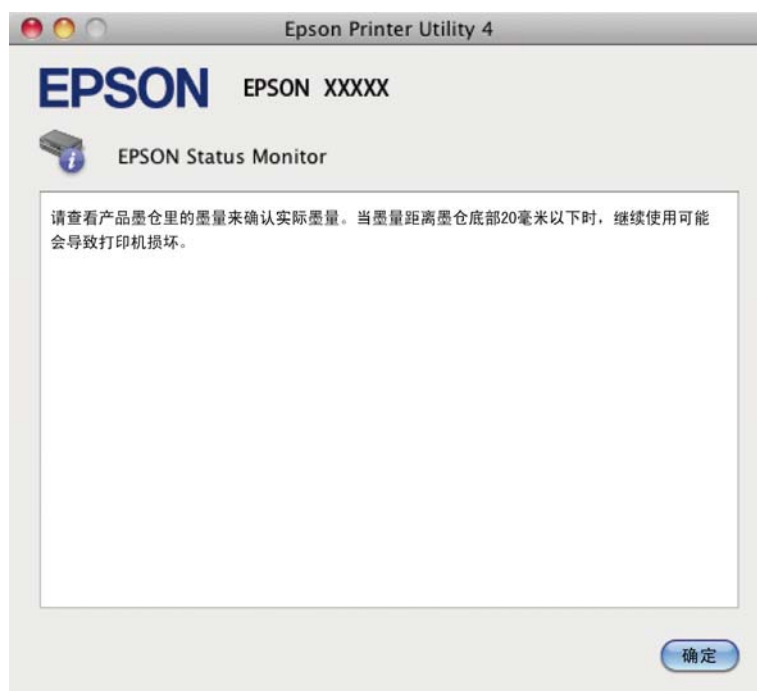 Epson Printer Utility 4
EPSON EPSON XXXXX
EPSON Status Monitor
请查看产品墨仓里的墨量来确认实际墨量。当墨量距离墨仓底部20毫米以下时，继续使用可能
会导致打印机损坏。
确定